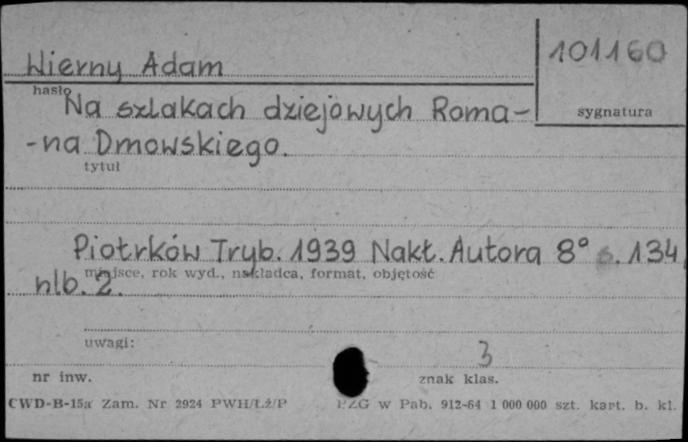 Wierny Adam
101160
hasło
sygnatura
Na szlakach dziejowych Roma-
-na Dmowskiego.
tytuł
Piotrków Tryb. 1939 Nakł. Autora 8° s. 134,
miejsce, rok wyd., nakładca, format, objętość
nlb. 2.
uwagi:
3
nr inw.
znak klas.
CWD-B-15a Zam. Nr 2924 PWH/Łż/P
PZG w Pab. 912-64 1 000 000 szt. kart. b. kl.